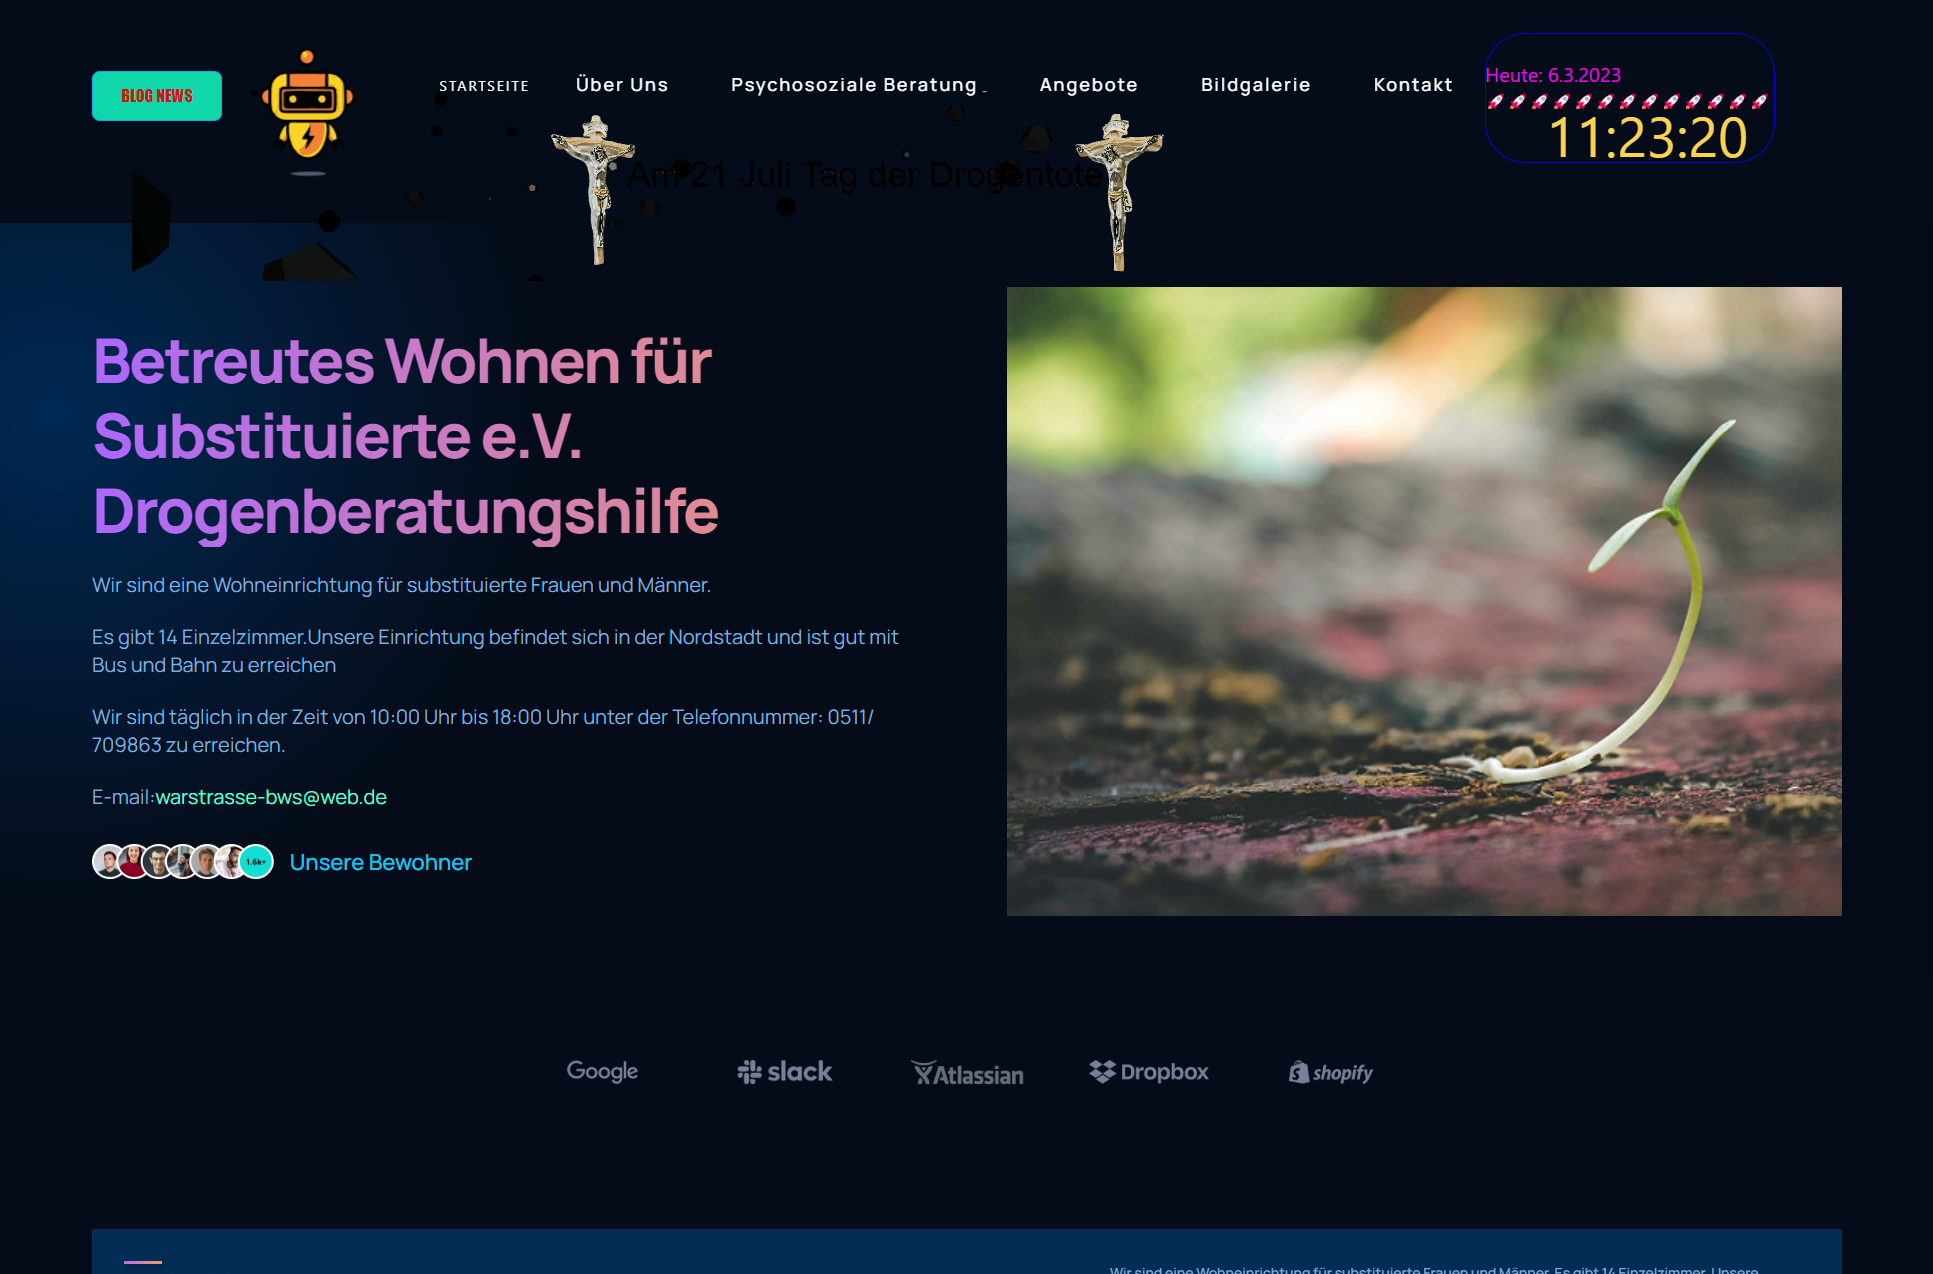 BLOG NEWS
STARTSEITE
Über Uns
Psychosoziale Beratung
Angebote
Bildgalerie
Kontakt
Heute: 6.3.2023
11:23:20
Am 21 Juli Tag der Drogentote
Betreutes Wohnen für
Substituierte e.V.
Drogenberatungshilfe
Wir sind eine Wohneinrichtung für substituierte Frauen und Männer.
Es gibt 14 Einzelzimmer.Unsere Einrichtung befindet sich in der Nordstadt und ist gut mit
Bus und Bahn zu erreichen
Wir sind täglich in der Zeit von 10:00 Uhr bis 18:00 Uhr unter der Telefonnummer: 0511/
709863 zu erreichen.
E-mail:warstrasse-bws@web.de
1.6k+
Unsere Bewohner
Google
slack
Atlassian
Dropbox
shopify
Wir sind eine Wohneinrichtung für substituierte Frauen und Männer. Es gibt 14 Einzelzimmer. Unsere